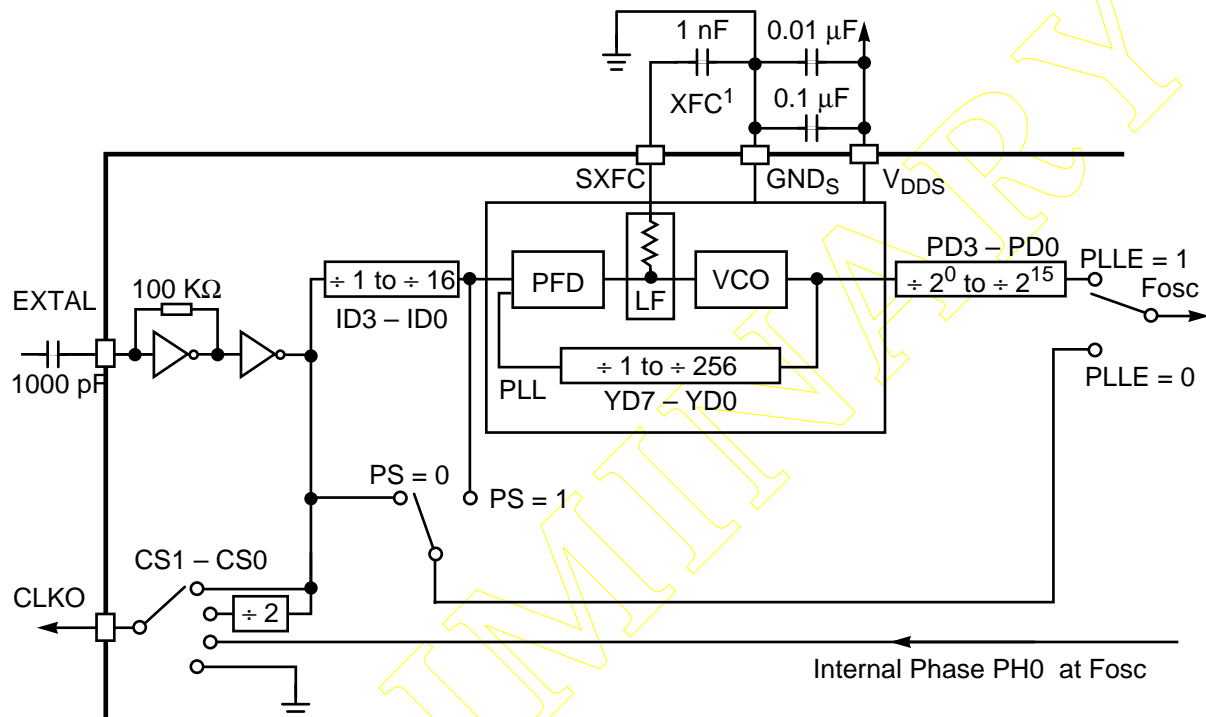 1 nF
0.01 μF
XFC1
0.1 μF
SXFC
GNDS
VDDS
PD3 – PD0
÷ 20 to ÷ 215
PLLE = 1
Fosc
PLLE = 0
÷ 1 to ÷ 16
ID3 – ID0
PFD
LF
VCO
÷ 1 to ÷ 256
PLL
YD7 – YD0
EXTAL
100 KΩ
1000 pF
PS = 0
PS = 1
CS1 – CS0
CLKO
÷ 2
Internal Phase PH0 at Fosc
IMINARY